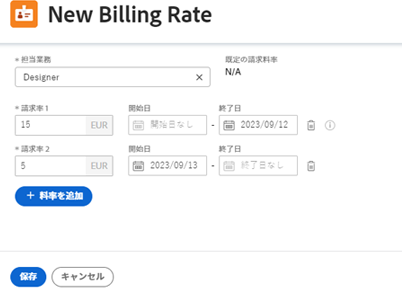 New Billing Rate
* 担当業務 既定の請求料率
Designer N/A
* 請求率 1 開始日 終了日
15 EUR 開始日なし - 2023/09/12
* 請求率 2 開始日 終了日
5 EUR 2023/09/13 - 終了日なし
+ 料率を追加
保存 キャンセル